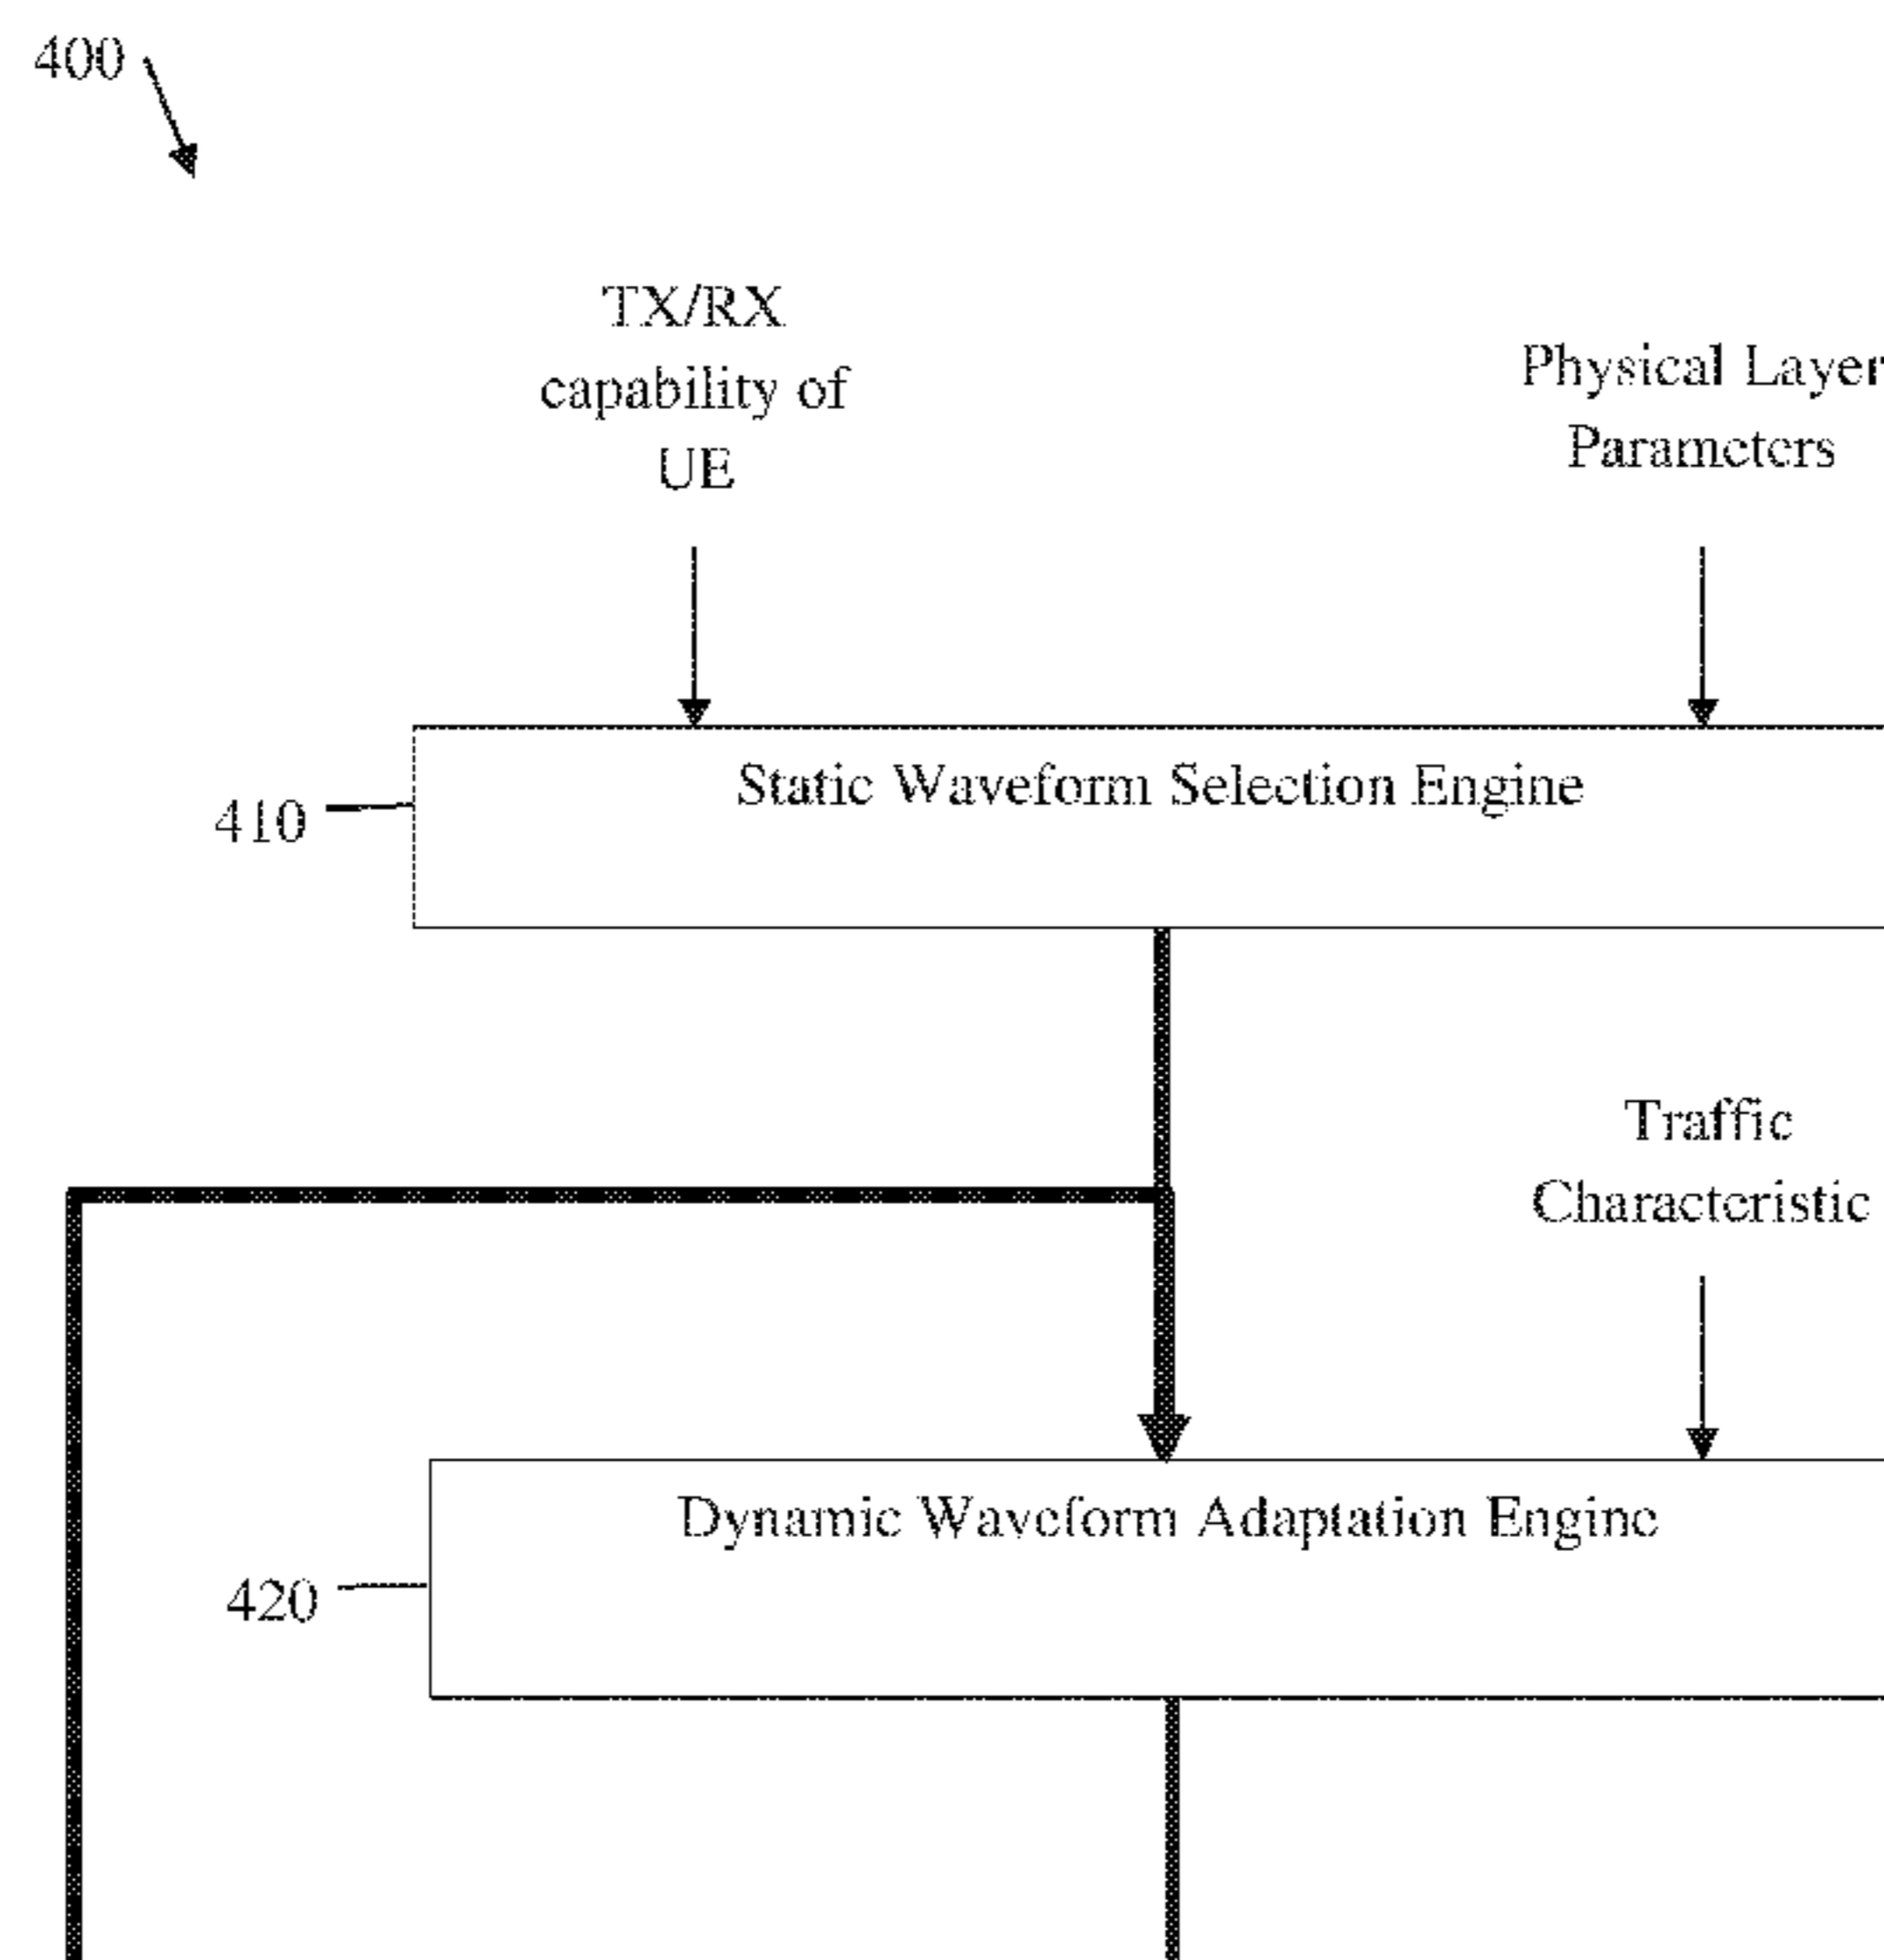 400
TX/RX
capability of
UE
Physical Layer
Parameters
Static Waveform Selection Engine
410
Traffic
Characteristic
Dynamic Waveform Adaptation Engine
420